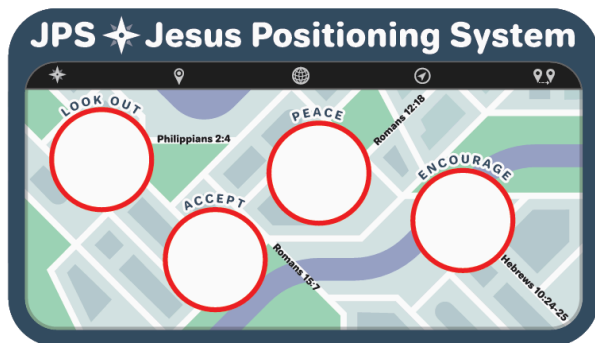 JPS Jesus Positioning System
LOOK OUT
Philippians 2:4
ACCEPT
Romans 15:7
PEACE
Romans 12:18
ENCOURAGE
Hebrews 10:24-25